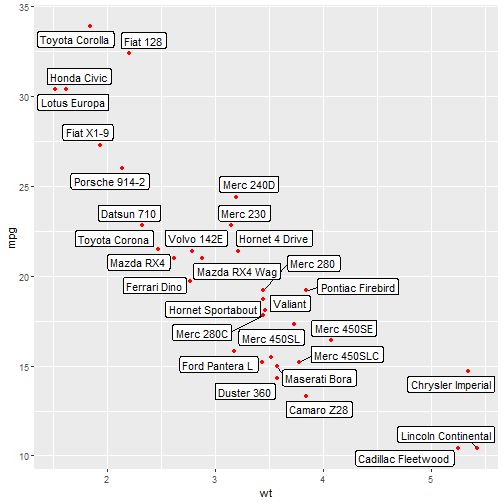 35
Toyota Corolla
Fiat 128
Honda Civic
30
Lotus Europa
Fiat X1-9
Porsche 914-2
25
Merc 240D
Datsun 710
Merc 230
Toyota Corona
Volvo 142E
Hornet 4 Drive
mpg
Mazda RX4
Merc 280
Mazda RX4 Wag
20
Ferrari Dino
Pontiac Firebird
Hornet Sportabout
Valiant
Merc 280C
Merc 450SL
Merc 450SE
Merc 450SLC
15
Ford Pantera L
Maserati Bora
Chrysler Imperial
Duster 360
Camaro Z28
Lincoln Continental
10
Cadillac Fleetwood
2
3
4
5
wt